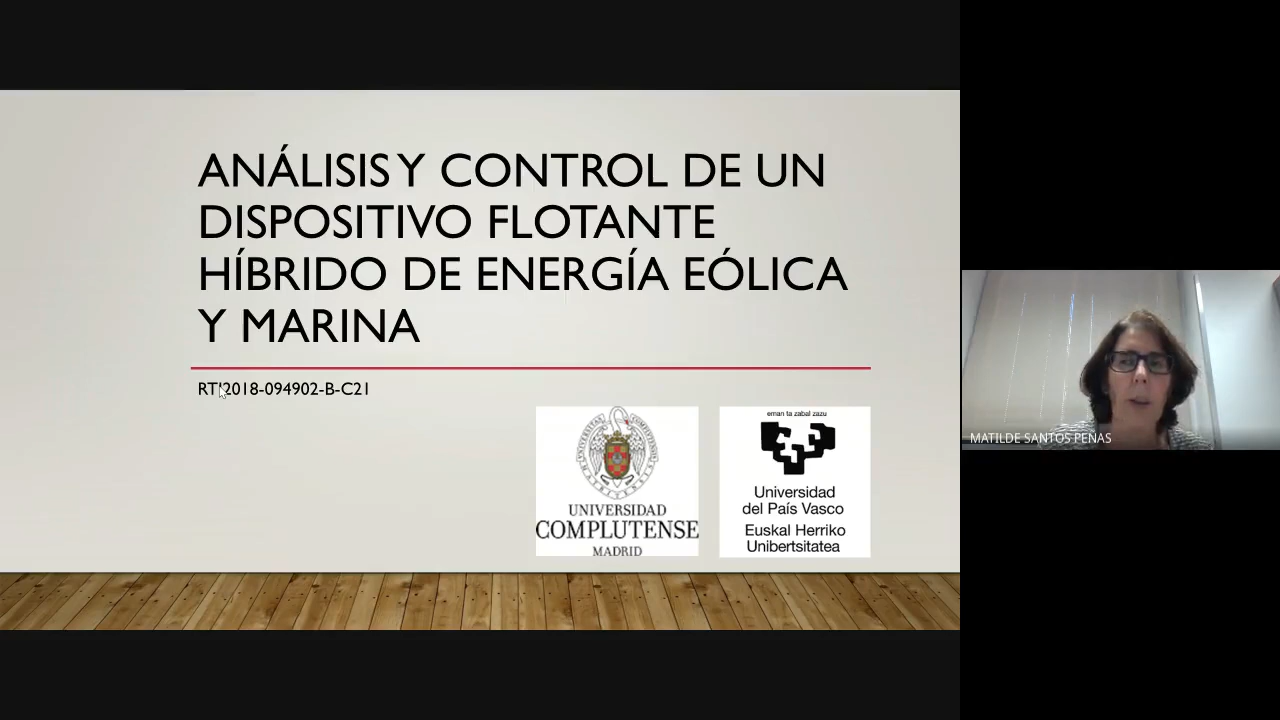 ANÁLISIS Y CONTROL DE UN
DISPOSITIVO FLOTANTE
HÍBRIDO DE ENERGÍA EÓLICA
Y MARINA
RTI2018-094902-B-C21
UNIVERSIDAD
COMPLUTENSE
MADRID
eman ta zabal zazu
Universidad
del País Vasco
Euskal Herriko
Unibertsitatea
MATILDE SANTOS PEÑAS